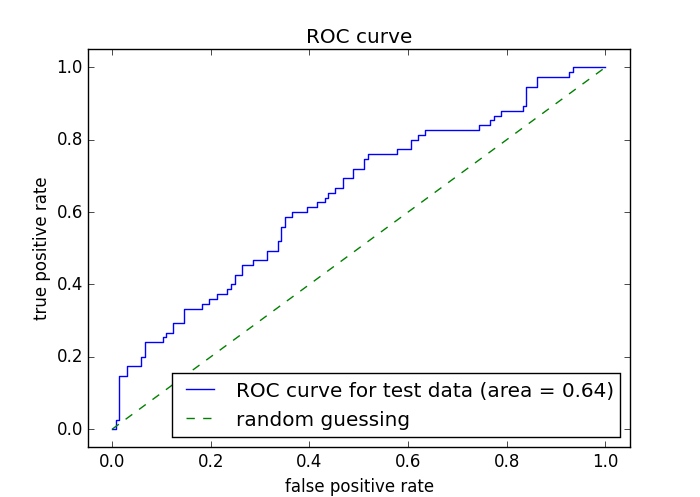 ROC curve
1.0
0.8
0.6
0.4
0.2
0.0
true positive rate
ROC curve for test data (area = 0.64)
random guessing
0.0 0.2 0.4 0.6 0.8 1.0
false positive rate